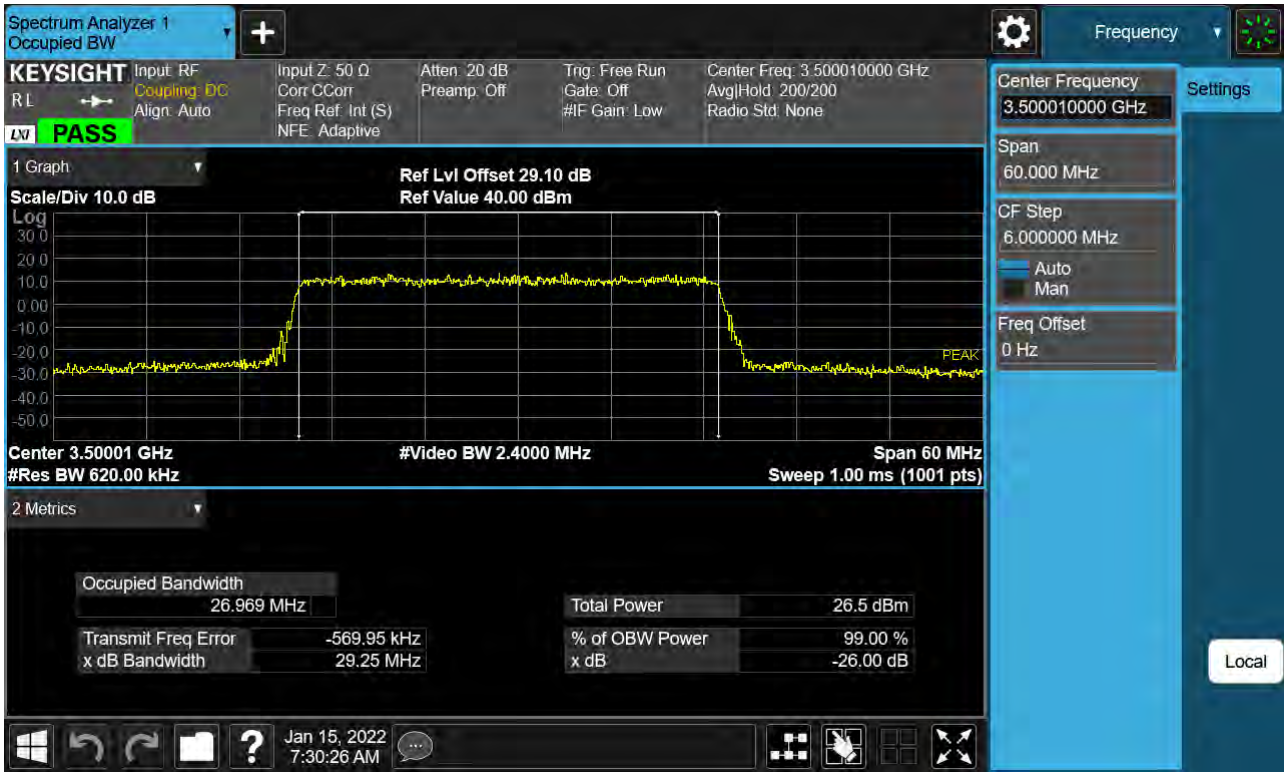 Spectrum Analyzer 1
Occupied BW
+
Frequency
KEYSIGHT
RL
LXI
PASS
Input: RF
Coupling: DC
Align: Auto
Input Z: 50 Ω
Corr CCorr
Freq Ref: Int (S)
NFE: Adaptive
Atten: 20 dB
Preamp: Off
Trig: Free Run
Gate: Off
#IF Gain: Low
Center Freq: 3.500010000 GHz
Avg|Hold: 200/200
Radio Std: None
Center Frequency
3.500010000 GHz
Settings
Span
60.000 MHz
CF Step
6.000000 MHz
Auto
Man
Freq Offset
0 Hz
1 Graph
Scale/Div 10.0 dB
Ref Lvl Offset 29.10 dB
Ref Value 40.00 dBm
Log
30.0
20.0
10.0
0.00
-10.0
-20.0
-30.0
-40.0
-50.0
PEAK
Center 3.50001 GHz
#Video BW 2.4000 MHz
Span 60 MHz
#Res BW 620.00 kHz
Sweep 1.00 ms (1001 pts)
2 Metrics
Occupied Bandwidth
26.969 MHz
Total Power 26.5 dBm
Transmit Freq Error -569.95 kHz
% of OBW Power 99.00 %
x dB Bandwidth 29.25 MHz
x dB -26.00 dB
Local
?
Jan 15, 2022
7:30:26 AM